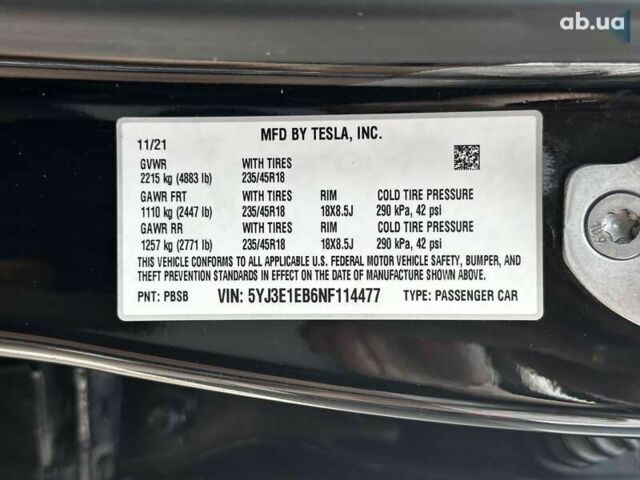 ab.ua
11/21 MFD BY TESLA, INC.
GVWR WITH TIRES
2215 kg (4883 lb) 235/45R18
GAWR FRT WITH TIRES RIM COLD TIRE PRESSURE
1110 kg (2447 lb) 235/45R18 18X8.5J 290 kPa, 42 psi
GAWR RR WITH TIRES RIM COLD TIRE PRESSURE
1257 kg (2771 lb) 235/45R18 18X8.5J 290 kPa, 42 psi
THIS VEHICLE CONFORMS TO ALL APPLICABLE U.S. FEDERAL MOTOR VEHICLE SAFETY, BUMPER, AND
THEFT PREVENTION STANDARDS IN EFFECT ON THE DATE OF MANUFACTURE SHOWN ABOVE.
PNT: PBSB VIN: 5YJ3E1EB6NF114477 TYPE: PASSENGER CAR